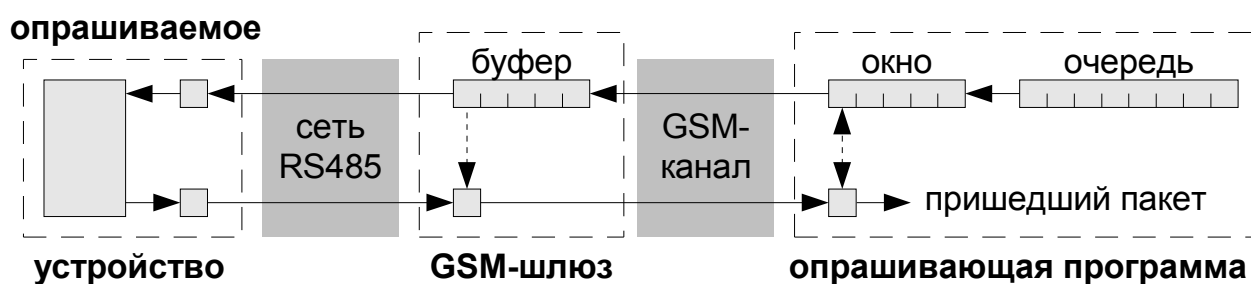 опрашиваемое
буфер
окно
очередь
сеть
RS485
GSM-
канал
пришедший пакет
устройство
GSM-шлюз
опрашивающая программа